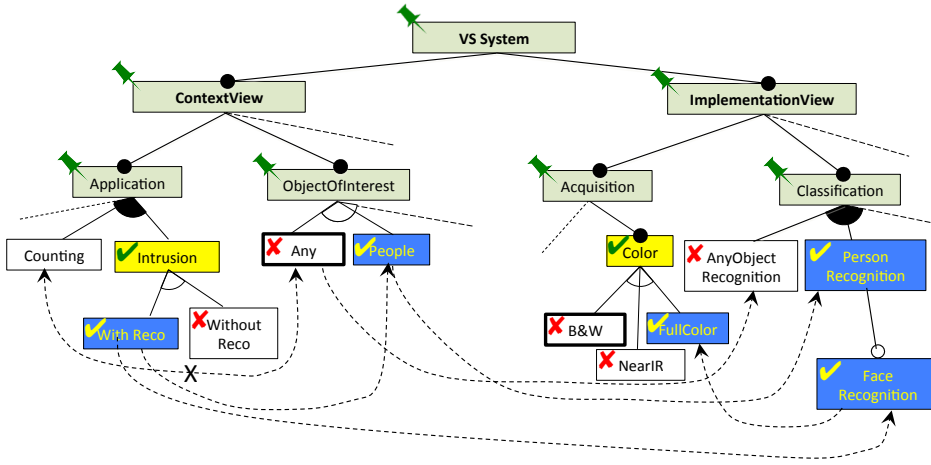 VS System
ContextView
ImplementationView
Application
ObjectOfInterest
Acquisition
Classification
Counting
Intrusion
Any
People
Color
AnyObject
Recognition
Person
Recognition
With Reco
Without
Reco
B&W
FullColor
NearIR
X
Face
Recognition